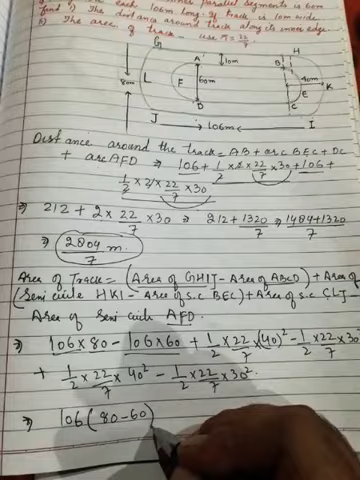 each 106m long. If track is 10m wide
find i) The distance around track along its inner edge
ii) The area of track. use π = 22/7
G
H
A
10m
B
80m
L
F
60m
E
40m
K
D
C
J
106m
I
Distance around the track = AB + arc BEC + DC
+ arc AFD ⇒ 106 + 1/2 × 2 × 22/7 × 30 + 106 +
1/2 × 2 × 22/7 × 30
⇒ 212 + 2 × 22/7 × 30 ⇒ 212 + 1320/7 ⇒ 1484+1320/7
⇒ 2804/7 m.
Area of Track = (Area of GHIJ - Area of ABCD) + Area of
(Semi circle HKI - Area of S.C BEC) + Area of S.C GLJ
Area of Semi circle AFD.
⇒ 106×80 - 106×60 + 1/2 × 22/7 × (40)² - 1/2 × 22/7 × 30
+ 1/2 × 22/7 × 40² - 1/2 × 22/7 × 30².
⇒ 106(80-60)